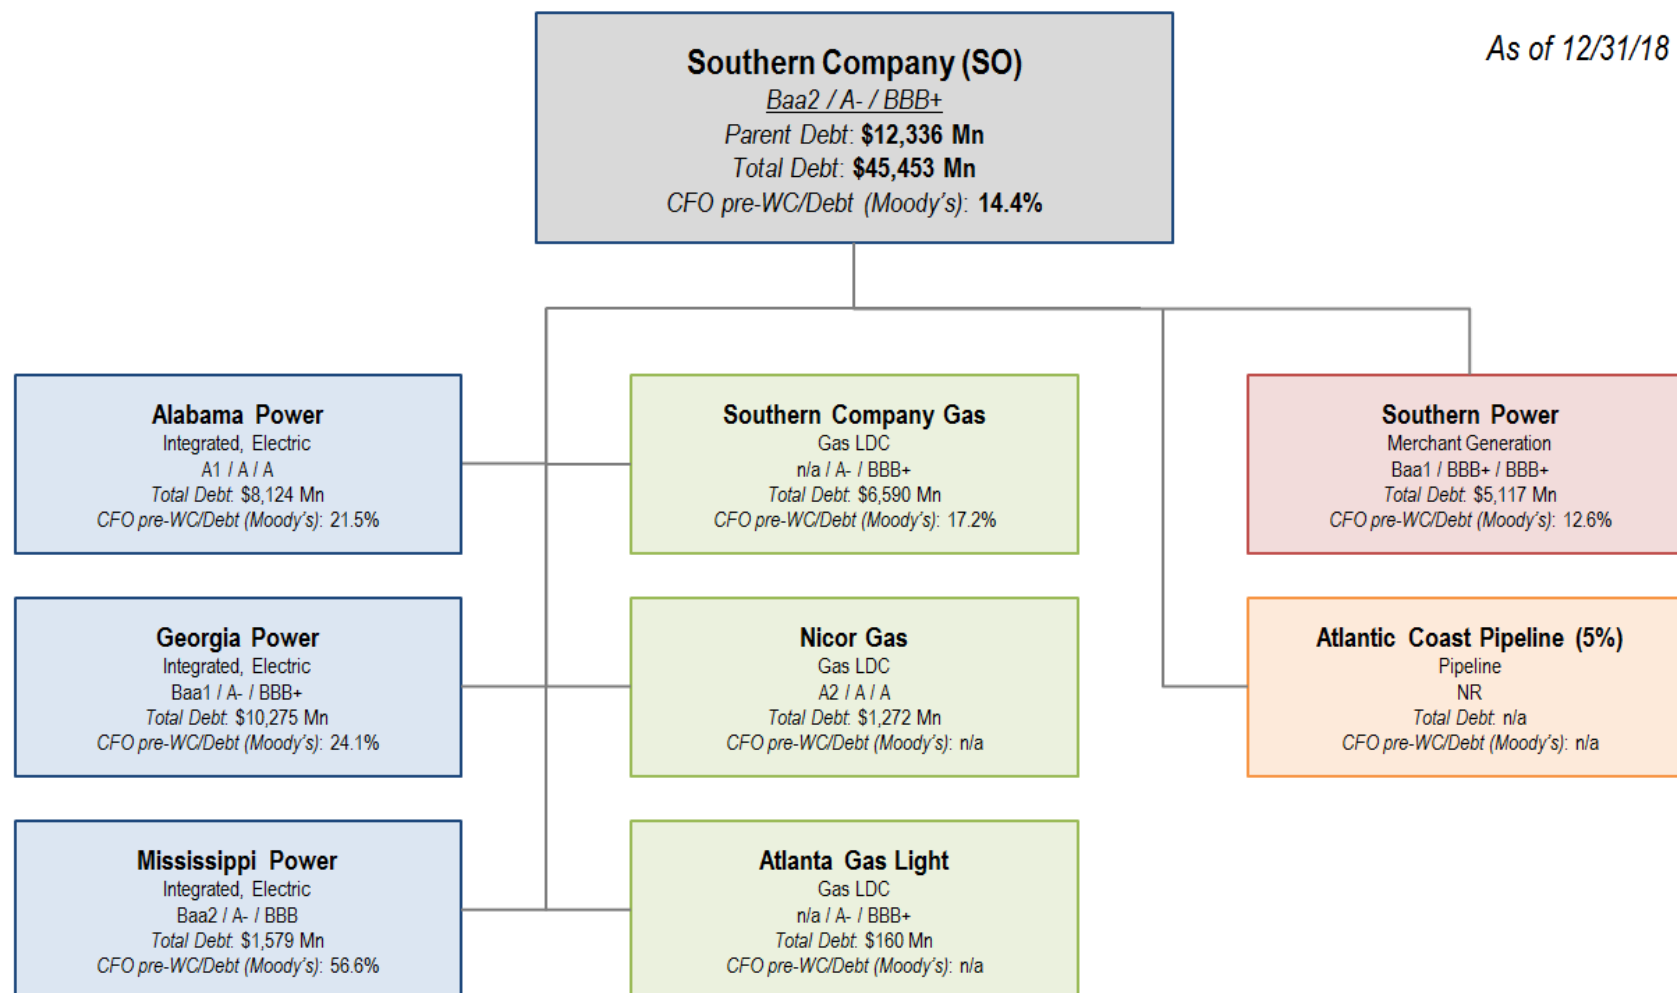 As of 12/31/18
Southern Company (SO)
Baa2 / A- / BBB+
Parent Debt: $12,336 Mn
Total Debt: $45,453 Mn
CFO pre-WC/Debt (Moody's): 14.4%
Alabama Power
Integrated, Electric
A1 / A / A
Total Debt: $8,124 Mn
CFO pre-WC/Debt (Moody's): 21.5%
Southern Company Gas
Gas LDC
n/a / A- / BBB+
Total Debt: $6,590 Mn
CFO pre-WC/Debt (Moody's): 17.2%
Southern Power
Merchant Generation
Baa1 / BBB+ / BBB+
Total Debt: $5,117 Mn
CFO pre-WC/Debt (Moody's): 12.6%
Georgia Power
Integrated, Electric
Baa1 / A- / BBB+
Total Debt: $10,275 Mn
CFO pre-WC/Debt (Moody's): 24.1%
Nicor Gas
Gas LDC
A2 / A / A
Total Debt: $1,272 Mn
CFO pre-WC/Debt (Moody's): n/a
Atlantic Coast Pipeline (5%)
Pipeline
NR
Total Debt: n/a
CFO pre-WC/Debt (Moody's): n/a
Mississippi Power
Integrated, Electric
Baa2 / A- / BBB
Total Debt: $1,579 Mn
CFO pre-WC/Debt (Moody's): 56.6%
Atlanta Gas Light
Gas LDC
n/a / A- / BBB+
Total Debt: $160 Mn
CFO pre-WC/Debt (Moody's): n/a